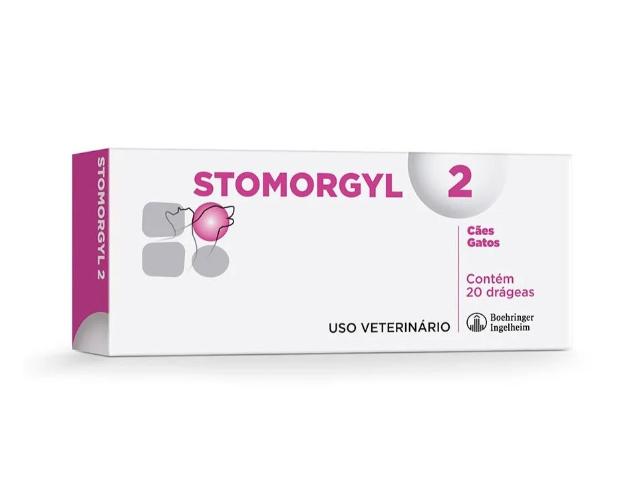 STOMORGYL 2
STOMORGYL 2
Cães
Gatos
Contém
20 drágeas
USO VETERINÁRIO
Boehringer
Ingelheim